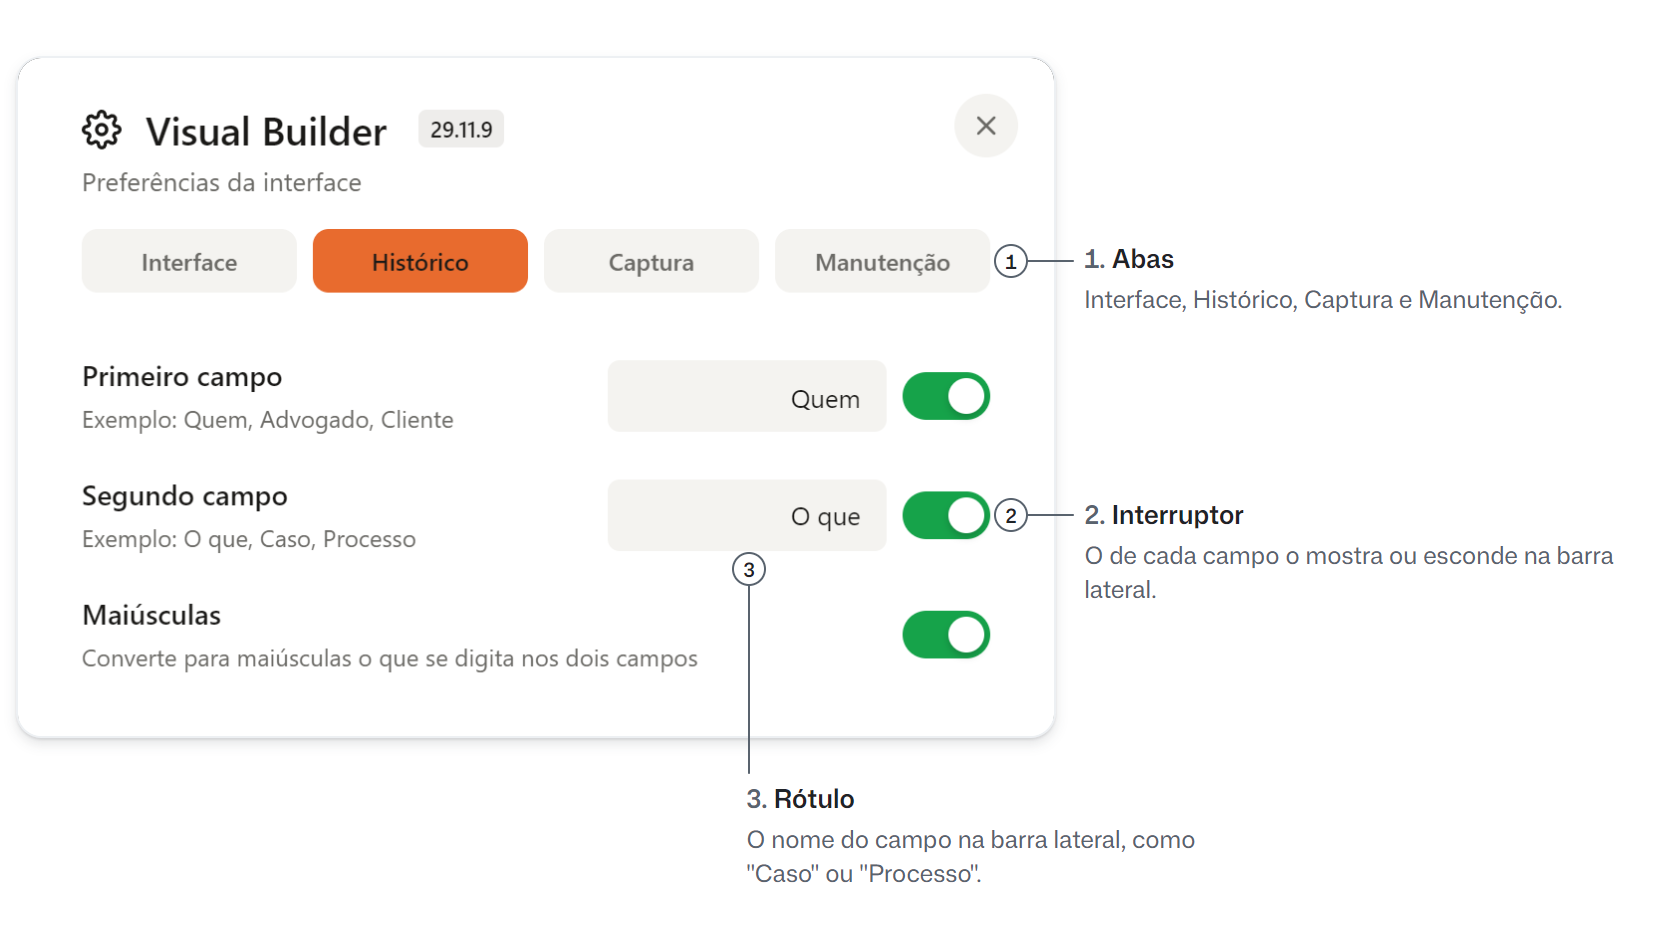 Visual Builder 29.11.9
Preferências da interface
Interface Histórico Captura Manutenção
1
1. Abas
Interface, Histórico, Captura e Manutenção.
Primeiro campo
Exemplo: Quem, Advogado, Cliente
Quem
Segundo campo
Exemplo: O que, Caso, Processo
O que
2
2. Interruptor
O de cada campo o mostra ou esconde na barra
lateral.
3
Maiúsculas
Converte para maiúsculas o que se digita nos dois campos
3. Rótulo
O nome do campo na barra lateral, como
"Caso" ou "Processo".